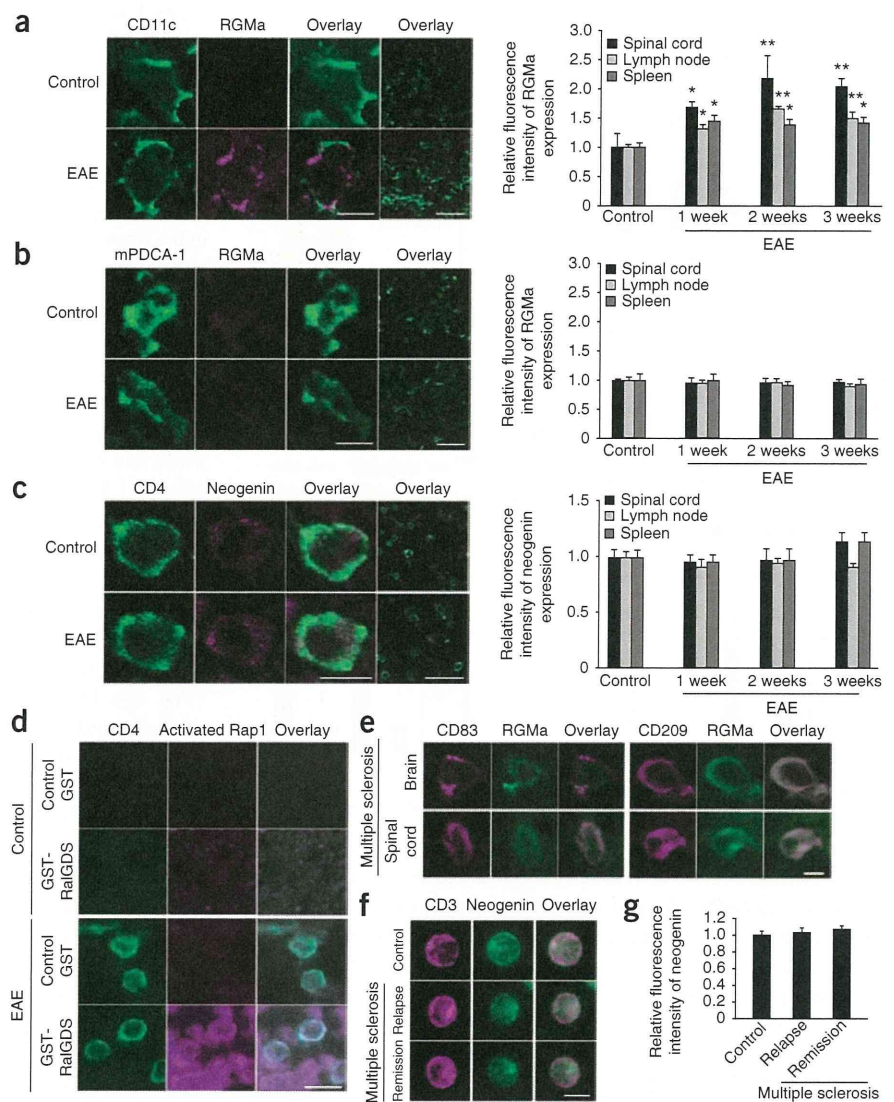 a
CD11c RGMa Overlay Overlay
Control
EAE
Relative fluorescence
intensity of RGMa
expression
3.0
2.5
2.0
1.5
1.0
0.5
0
Spinal cord
Lymph node
Spleen
* * * ** ** * ** ** *
Control 1 week 2 weeks 3 weeks
EAE
b
mPDCA-1 RGMa Overlay Overlay
Control
EAE
Relative fluorescence
intensity of RGMa
expression
3.0
2.5
2.0
1.5
1.0
0.5
0
Spinal cord
Lymph node
Spleen
Control 1 week 2 weeks 3 weeks
EAE
c
CD4 Neogenin Overlay Overlay
Control
EAE
Relative fluorescence
intensity of neogenin
expression
1.5
1.0
0.5
0
Spinal cord
Lymph node
Spleen
Control 1 week 2 weeks 3 weeks
EAE
d
CD4 Activated Rap1 Overlay
Control
Control
GST
GST-
RalGDS
EAE
Control
GST
GST-
RalGDS
e
CD83 RGMa Overlay CD209 RGMa Overlay
Multiple sclerosis
Brain
Spinal
cord
f
CD3 Neogenin Overlay
Control
Multiple sclerosis
Relapse
Remission
g
Relative fluorescence
intensity of neogenin
1.2
1.0
0.8
0.6
0.4
0.2
0
Control
Relapse
Remission
Multiple sclerosis